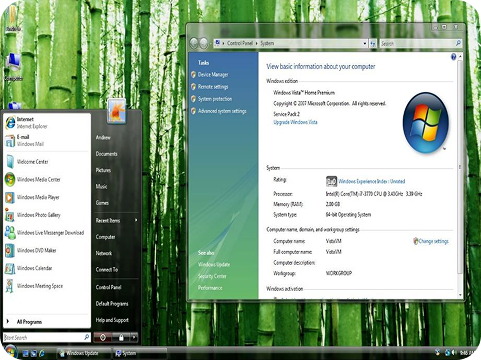 Computer
Internet
Internet Explorer
E-mail
Windows Mail
Welcome Center
Windows Media Center
Windows Media Player
Windows Photo Gallery
Windows Live Messenger Download
Windows DVD Maker
Windows Calendar
Windows Meeting Space
All Programs
Start Search
Andrew
Documents
Pictures
Music
Games
Recent Items
Computer
Network
Connect To
Control Panel
Default Programs
Help and Support
Control Panel
System
Search
Tasks
Device Manager
Remote settings
System protection
Advanced system settings
See also
Windows Update
Security Center
Performance
View basic information about your computer
Windows edition
Windows Vista™ Home Premium
Copyright © 2007 Microsoft Corporation. All rights reserved.
Service Pack 2
Upgrade Windows Vista
System
Rating: Windows Experience Index: Unrated
Processor: Intel(R) Core(TM) i7-3770 CPU @ 3.40GHz 3.39 GHz
Memory (RAM): 2.00 GB
System type: 64-bit Operating System
Computer name, domain, and workgroup settings
Computer name: VistaVM Change settings
Full computer name: VistaVM
Computer description:
Workgroup: WORKGROUP
Windows activation
Windows Update
System
9:46 AM